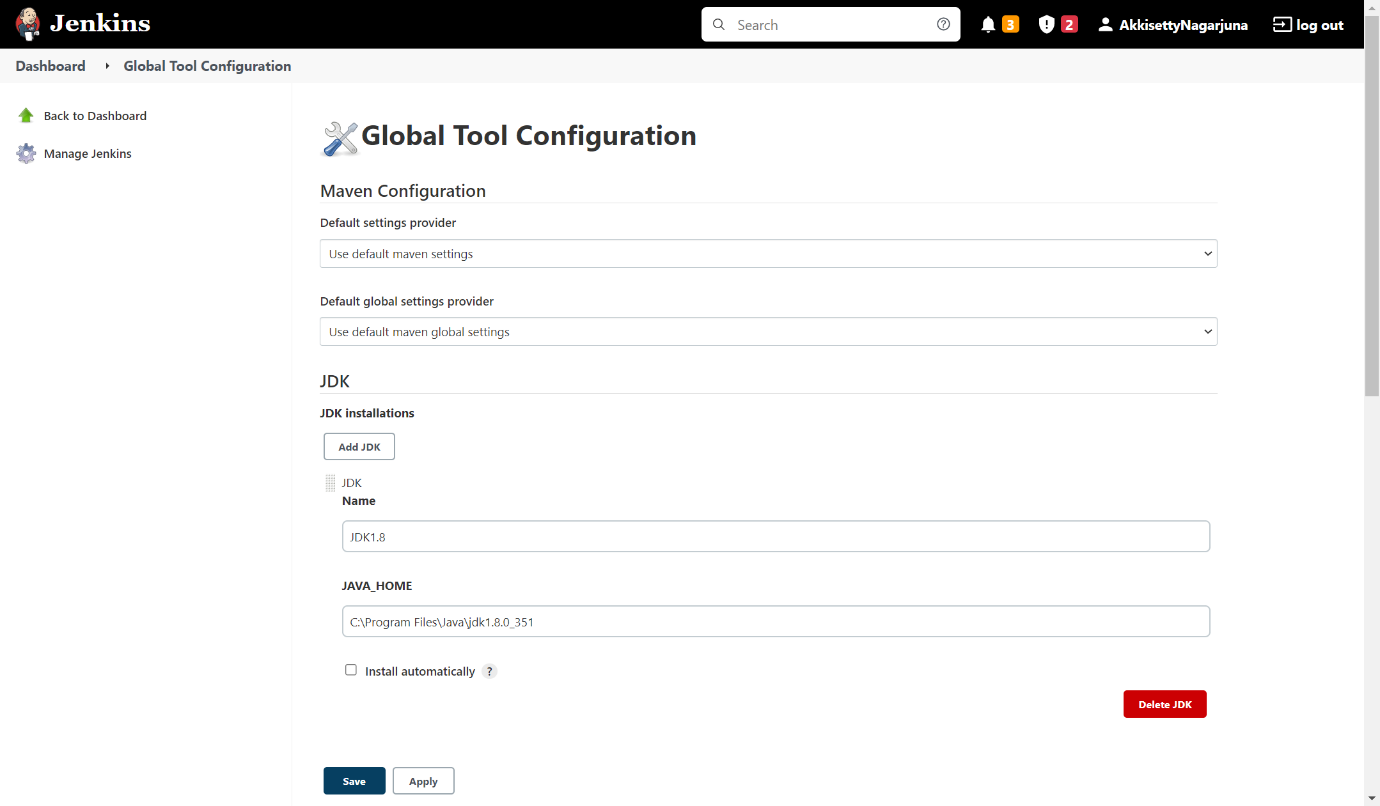 Jenkins
Search
3
2
AkkisettyNagarjuna
log out
Dashboard
Global Tool Configuration
Back to Dashboard
Manage Jenkins
Global Tool Configuration
Maven Configuration
Default settings provider
Use default maven settings
Default global settings provider
Use default maven global settings
JDK
JDK installations
Add JDK
JDK
Name
JDK1.8
JAVA_HOME
C:\Program Files\Java\jdk1.8.0_351
Install automatically ?
Delete JDK
Save
Apply